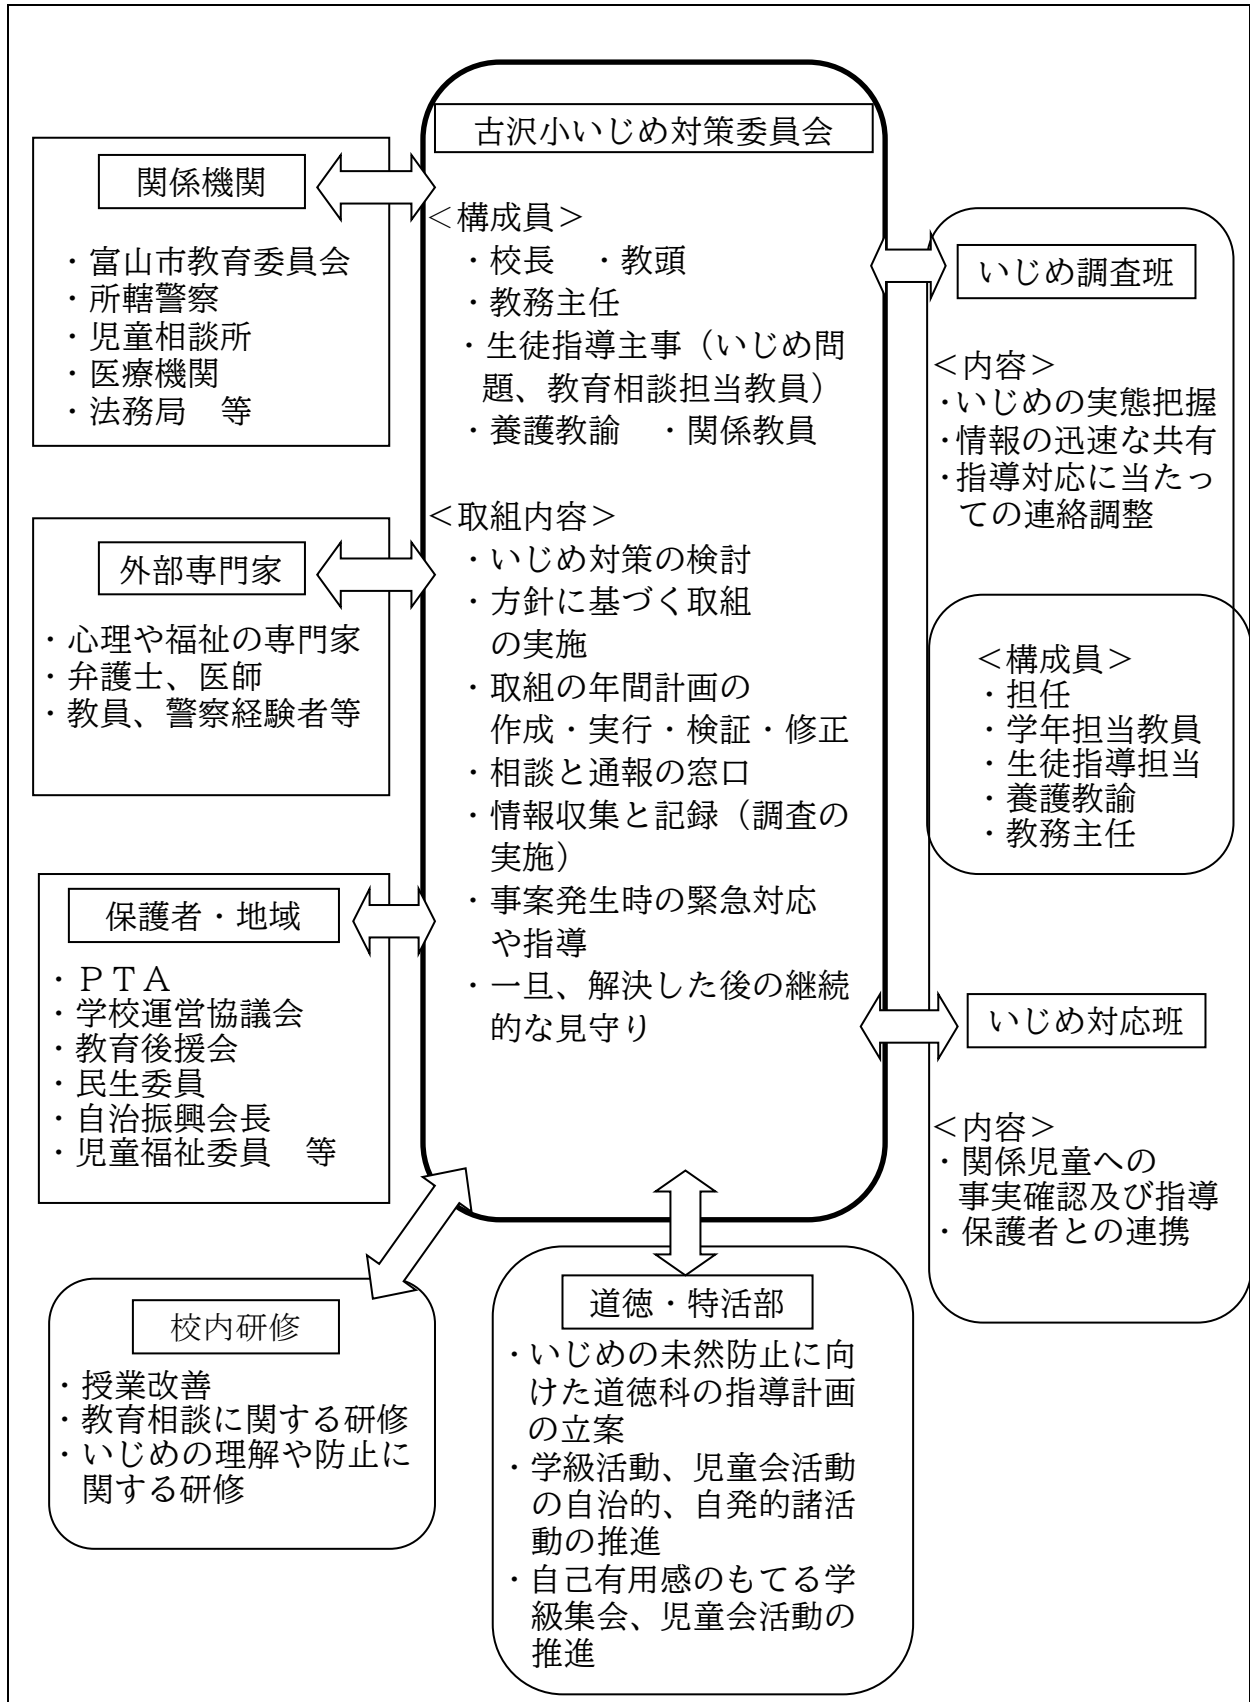 古沢小いじめ対策委員会
<構成員>
・校長　・教頭
・教務主任
・生徒指導主事（いじめ問
題、教育相談担当教員）
・養護教諭　・関係教員
<取組内容>
・いじめ対策の検討
・方針に基づく取組
の実施
・取組の年間計画の
作成・実行・検証・修正
・相談と通報の窓口
・情報収集と記録（調査の
実施）
・事案発生時の緊急対応
や指導
・一旦、解決した後の継続
的な見守り
関係機関
・富山市教育委員会
・所轄警察
・児童相談所
・医療機関
・法務局　等
外部専門家
・心理や福祉の専門家
・弁護士、医師
・教員、警察経験者等
保護者・地域
・ＰＴＡ
・学校運営協議会
・教育後援会
・民生委員
・自治振興会長
・児童福祉委員　等
いじめ調査班
<内容>
・いじめの実態把握
・情報の迅速な共有
・指導対応に当たっ
ての連絡調整
<構成員>
・担任
・学年担当教員
・生徒指導担当
・養護教諭
・教務主任
いじめ対応班
<内容>
・関係児童への
事実確認及び指導
・保護者との連携
校内研修
・授業改善
・教育相談に関する研修
・いじめの理解や防止に
関する研修
道徳・特活部
・いじめの未然防止に向
けた道徳科の指導計画
の立案
・学級活動、児童会活動
の自治的、自発的諸活
動の推進
・自己有用感のもてる学
級集会、児童会活動の
推進